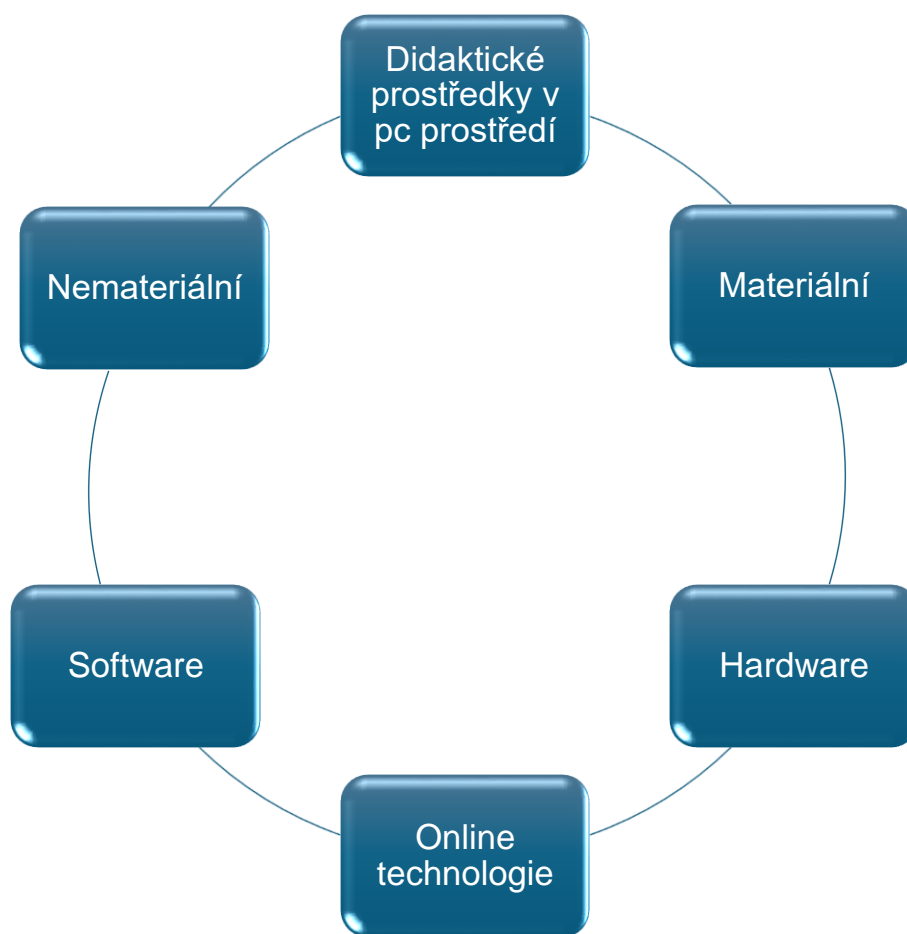 Didaktické
prostředky v
pc prostředí
Materiální
Hardware
Online
technologie
Software
Nemateriální